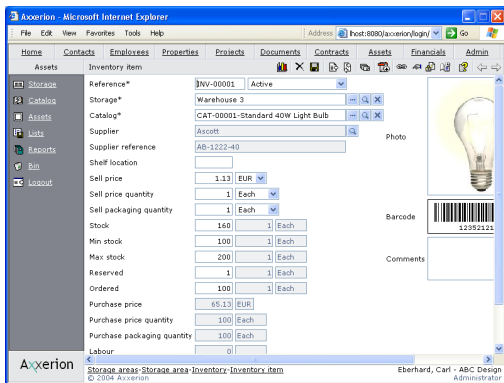 Axxerion - Microsoft Internet Explorer
File Edit View Favorites Tools Help Address lhost:8080/axxerion/login/ Go
Home Contacts Employees Properties Projects Documents Contracts Assets Financials Admin
Assets Inventory item
Storage
Catalog
Assets
Lists
Reports
Bin
Logout
Reference* INV-00001 Active
Storage* Warehouse 3
Catalog* CAT-00001-Standard 40W Light Bulb
Supplier Ascott
Supplier reference AB-1222-40
Shelf location
Sell price 1.13 EUR
Sell price quantity 1 Each
Sell packaging quantity 1 Each
Stock 160 1 Each
Min stock 100 1 Each
Max stock 200 1 Each
Reserved 1 1 Each
Ordered 100 1 Each
Purchase price 65.13 EUR
Purchase price quantity 100 Each
Purchase packaging quantity 100 Each
Labour 0
Photo
Barcode
12352121
Comments
Axxerion
Storage areas-Storage area-Inventory-Inventory item
© 2004 Axxerion
Eberhard, Carl - ABC Design
Administrator